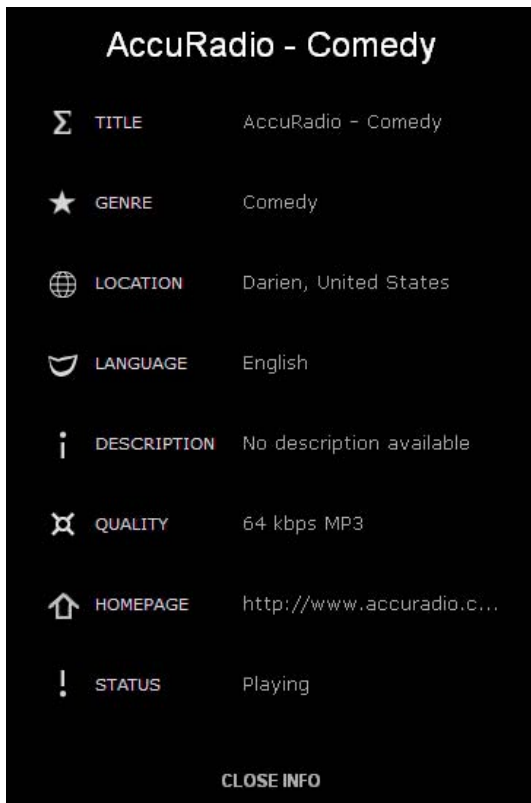 AccuRadio - Comedy
TITLE AccuRadio - Comedy
GENRE Comedy
LOCATION Darien, United States
LANGUAGE English
DESCRIPTION No description available
QUALITY 64 kbps MP3
HOMEPAGE http://www.accuradio.c...
STATUS Playing
CLOSE INFO